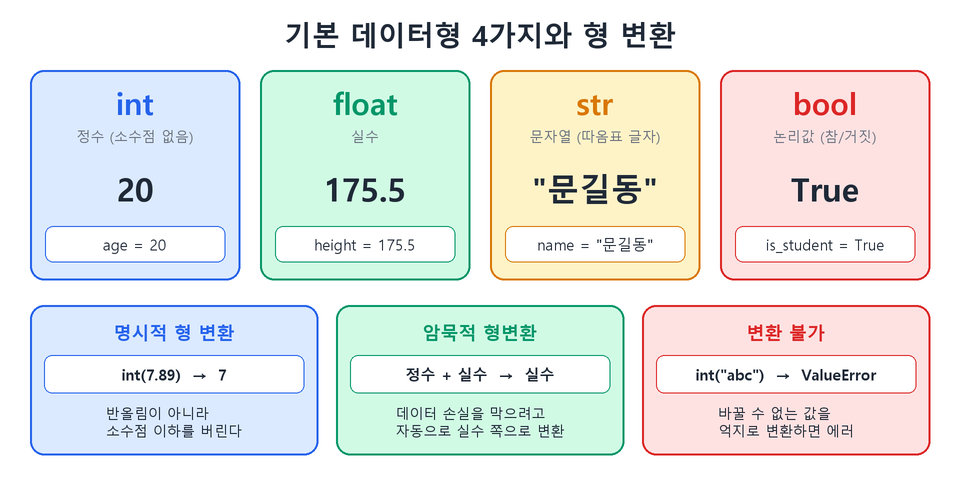 기본 데이터형 4가지와 형 변환
int
정수 (소수점 없음)
20
age = 20
float
실수
175.5
height = 175.5
str
문자열 (따옴표 글자)
"문길동"
name = "문길동"
bool
논리값 (참/거짓)
True
is_student = True
명시적 형 변환
int(7.89) → 7
반올림이 아니라
소수점 이하를 버린다
암묵적 형변환
정수 + 실수 → 실수
데이터 손실을 막으려고
자동으로 실수 쪽으로 변환
변환 불가
int("abc") → ValueError
바꿀 수 없는 값을
억지로 변환하면 에러